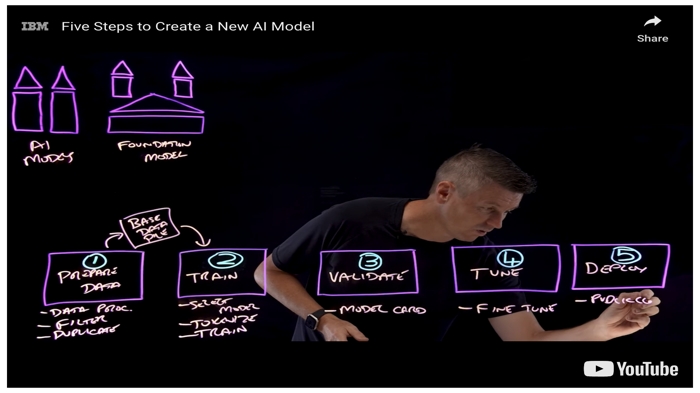 IBM Five Steps to Create a New AI Model
Share
AI
MODELS
FOUNDATION
MODEL
BASE
DATA
PILE
1
PREPARE
DATA
- DATA PROC.
- FILTER
- DUPLICATE
2
TRAIN
- SELECT
MODEL
- TOKENIZE
- TRAIN
3
VALIDATE
- MODEL CARD
4
TUNE
- FINE TUNE
5
DEPLOY
YouTube